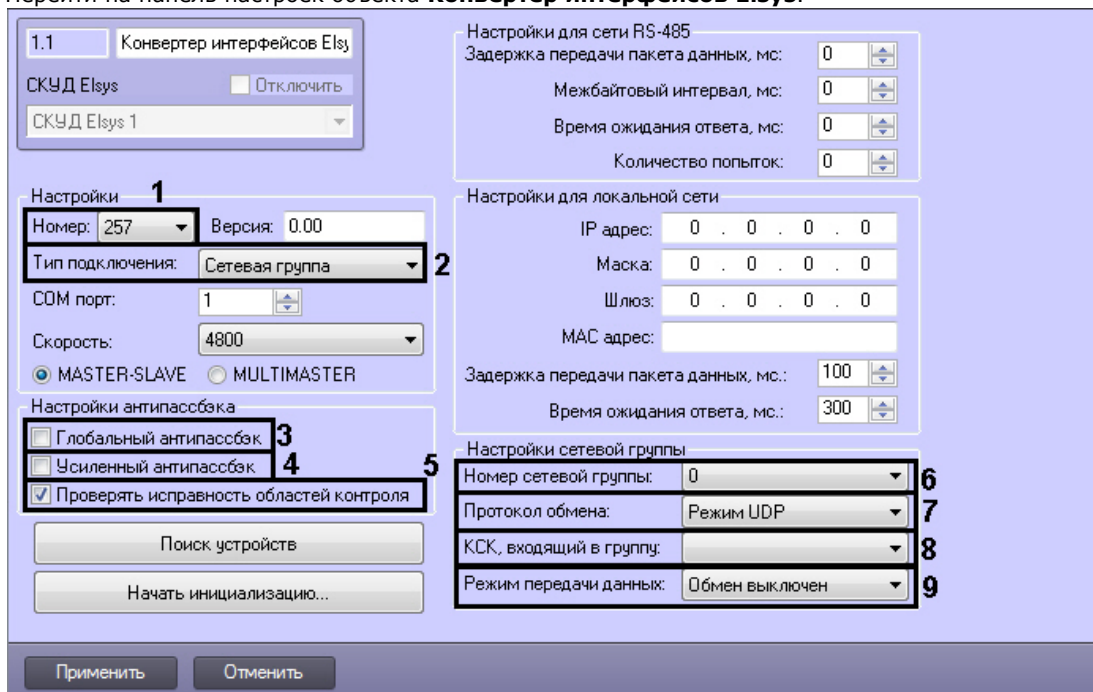 Перейти на панель настроек объекта Конвертер интерфейсов Elsys.
1.1 Конвертер интерфейсов Elsy
СКУД Elsys Отключить
СКУД Elsys 1
Настройки 1
Номер: 257 Версия: 0.00
Тип подключения: Сетевая группа 2
COM порт: 1
Скорость: 4800
MASTER-SLAVE MULTIMASTER
Настройки антипассбэка
Глобальный антипассбэк 3
Усиленный антипассбэк 4
Проверять исправность областей контроля 5
Поиск устройств
Начать инициализацию...
Настройки для сети RS-485
Задержка передачи пакета данных, мс: 0
Межбайтовый интервал, мс: 0
Время ожидания ответа, мс: 0
Количество попыток: 0
Настройки для локальной сети
IP адрес: 0 . 0 . 0 . 0
Маска: 0 . 0 . 0 . 0
Шлюз: 0 . 0 . 0 . 0
MAC адрес:
Задержка передачи пакета данных, мс.: 100
Время ожидания ответа, мс.: 300
Настройки сетевой группы
Номер сетевой группы: 0 6
Протокол обмена: Режим UDP 7
КСК, входящий в группу: 8
Режим передачи данных: Обмен выключен 9
Применить Отменить